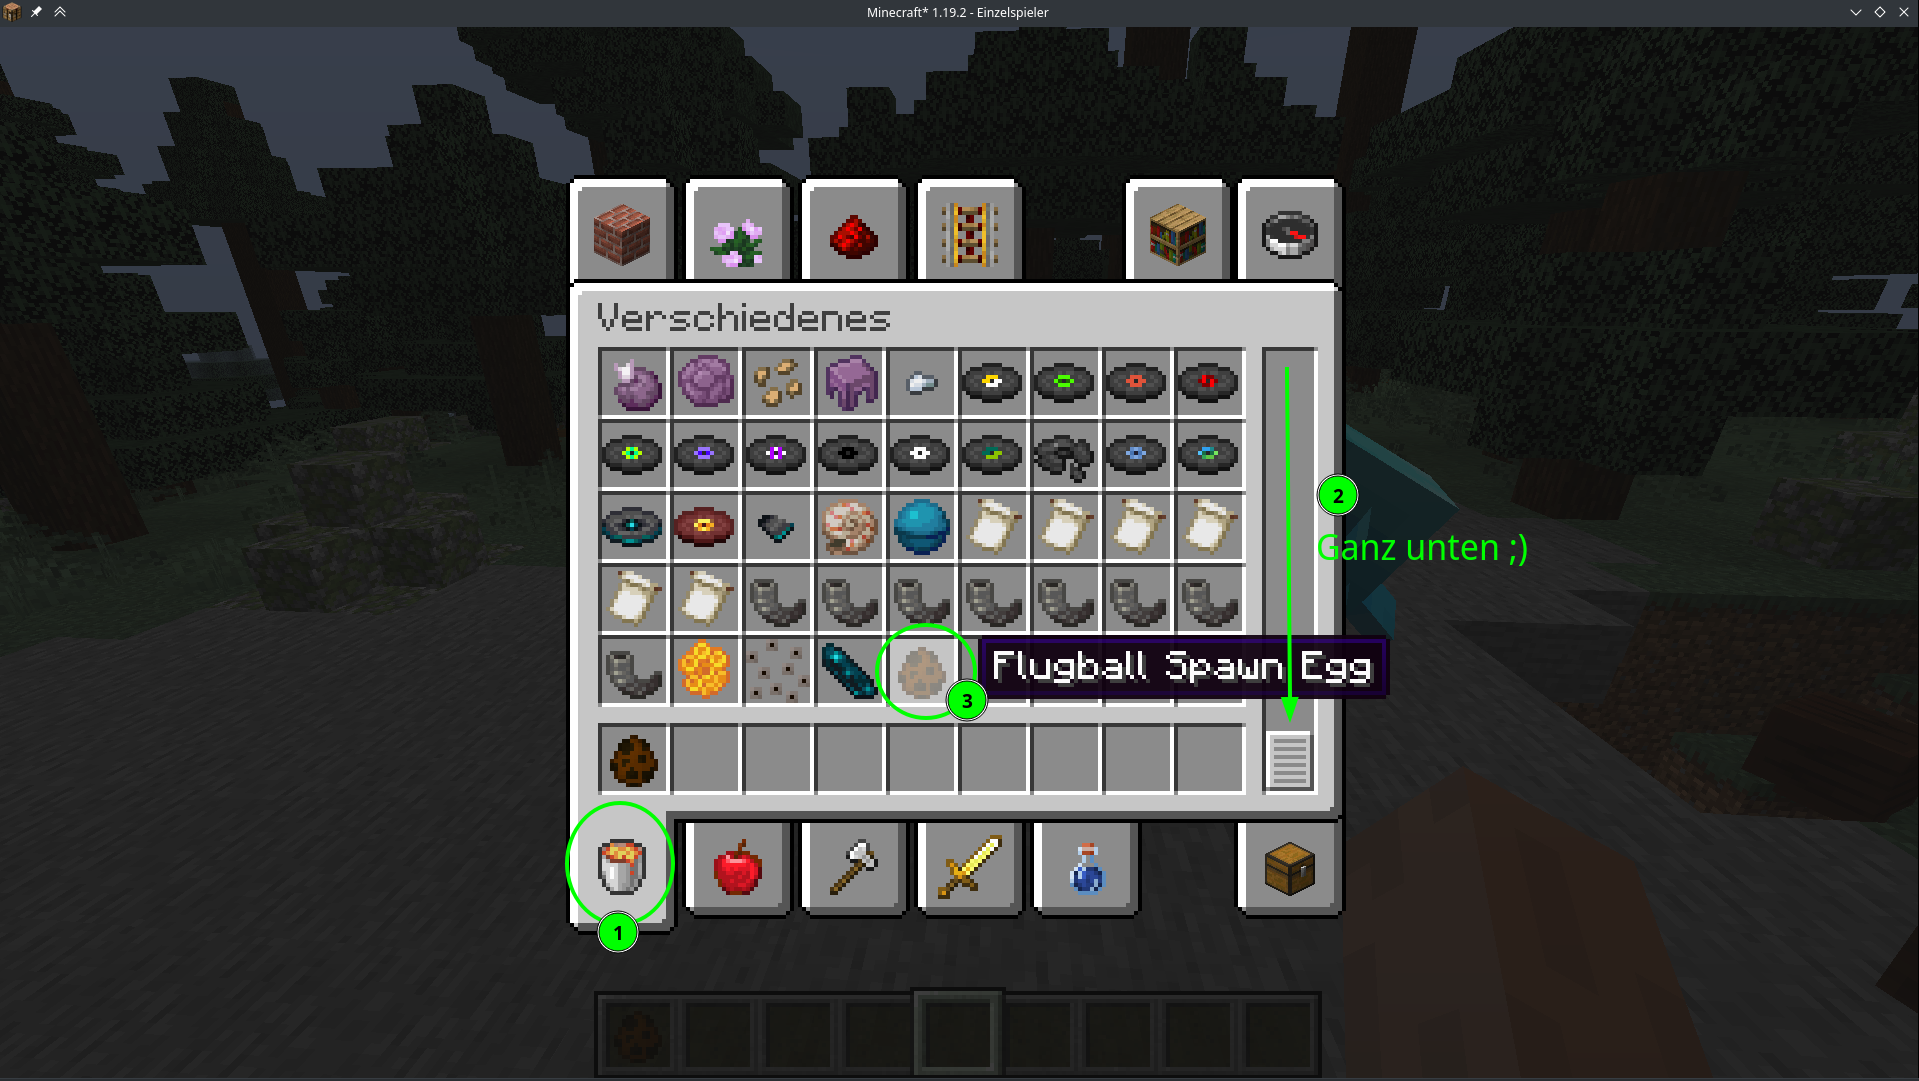 Minecraft* 1.19.2 - Einzelspieler
Verschiedenes
2
Ganz unten ;)
Flugball Spawn Egg
3
1